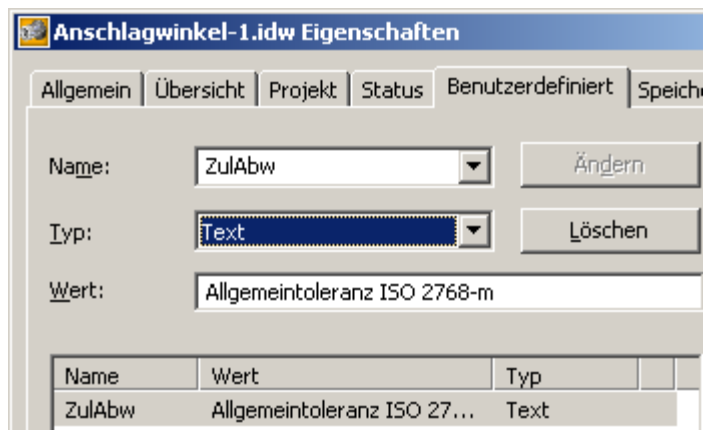 Anschlagwinkel-1.idw Eigenschaften
Allgemein Übersicht Projekt Status Benutzerdefiniert Speiche
Name: ZulAbw Ändern
Typ: Text Löschen
Wert: Allgemeintoleranz ISO 2768-m
Name Wert Typ
ZulAbw Allgemeintoleranz ISO 27... Text